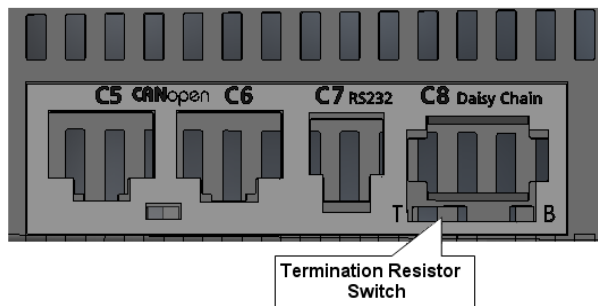 C5 CANopen C6 C7 RS232 C8 Daisy Chain
T B
Termination Resistor
Switch